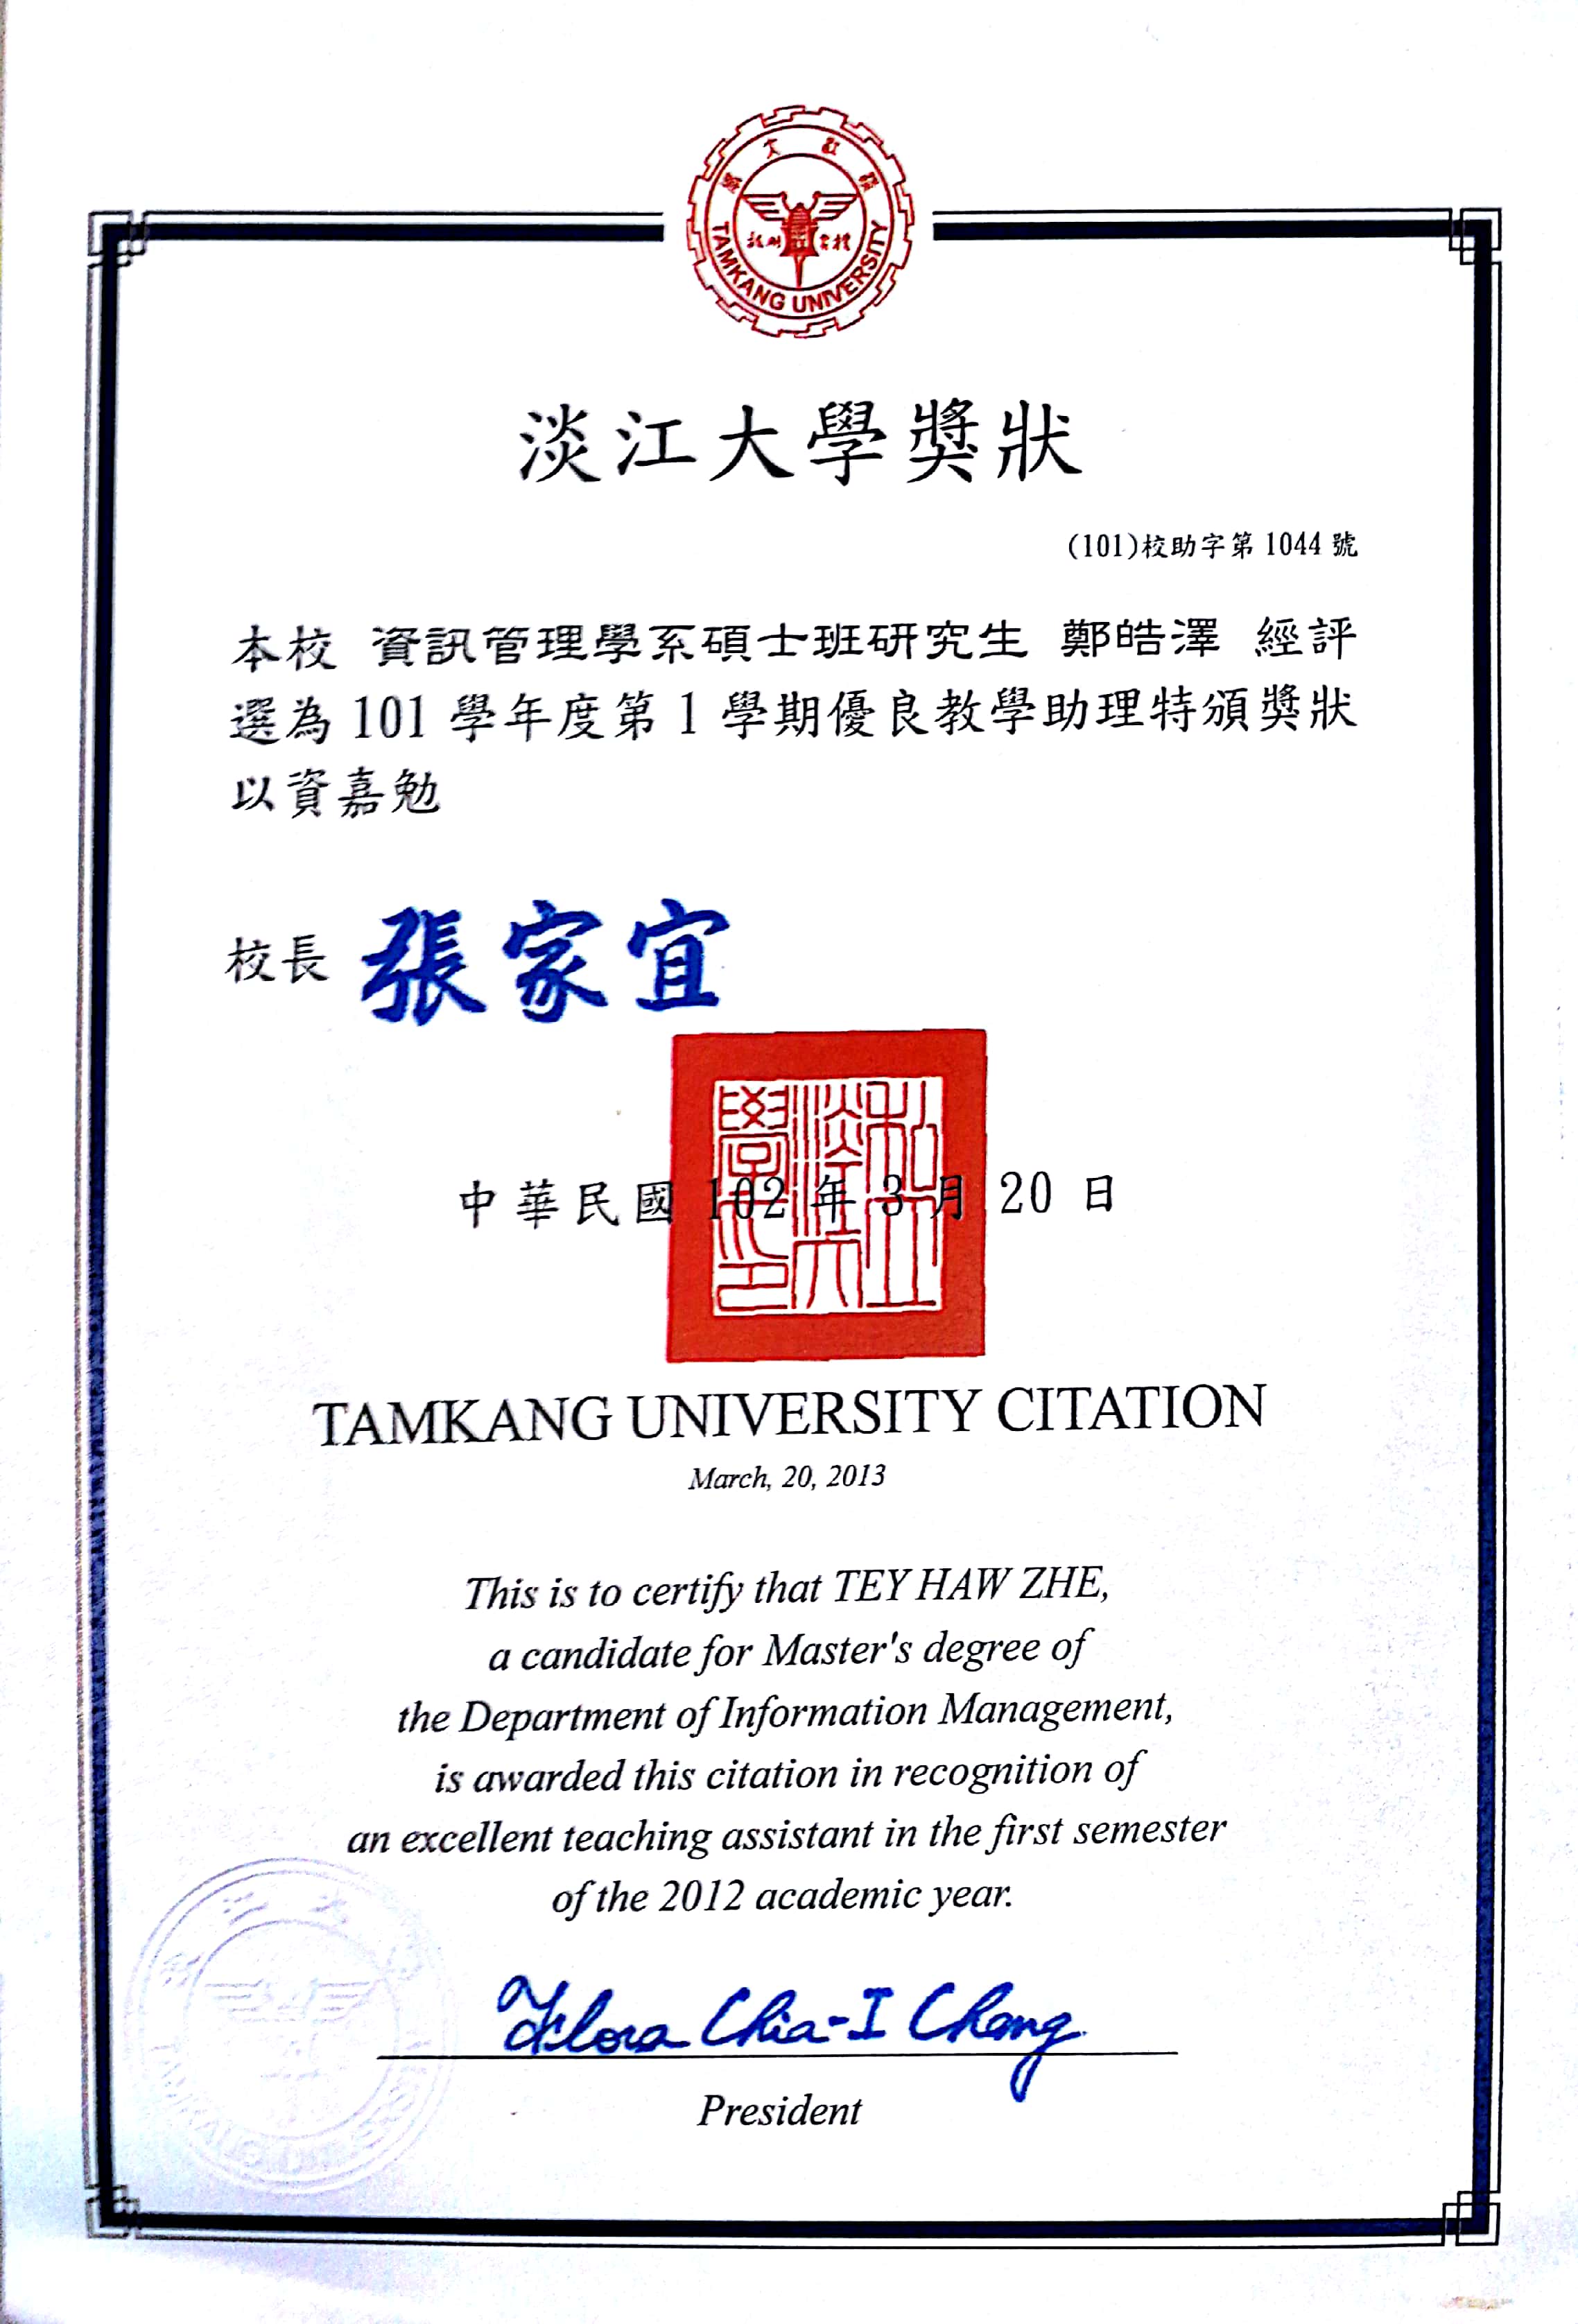 TAMKANG UNIVERSITY
淡江大學獎狀
(101)校助字第 1044 號
本校 資訊管理學系碩士班研究生 鄭皓澤 經評
選為 101 學年度第 1 學期優良教學助理特頒獎狀
以資嘉勉
校長 張家宜
私立淡江大學之印
中華民國 102 年 3 月 20 日
TAMKANG UNIVERSITY CITATION
March, 20, 2013
This is to certify that TEY HAW ZHE,
a candidate for Master's degree of
the Department of Information Management,
is awarded this citation in recognition of
an excellent teaching assistant in the first semester
of the 2012 academic year.
Flora Chia-I Chang
President